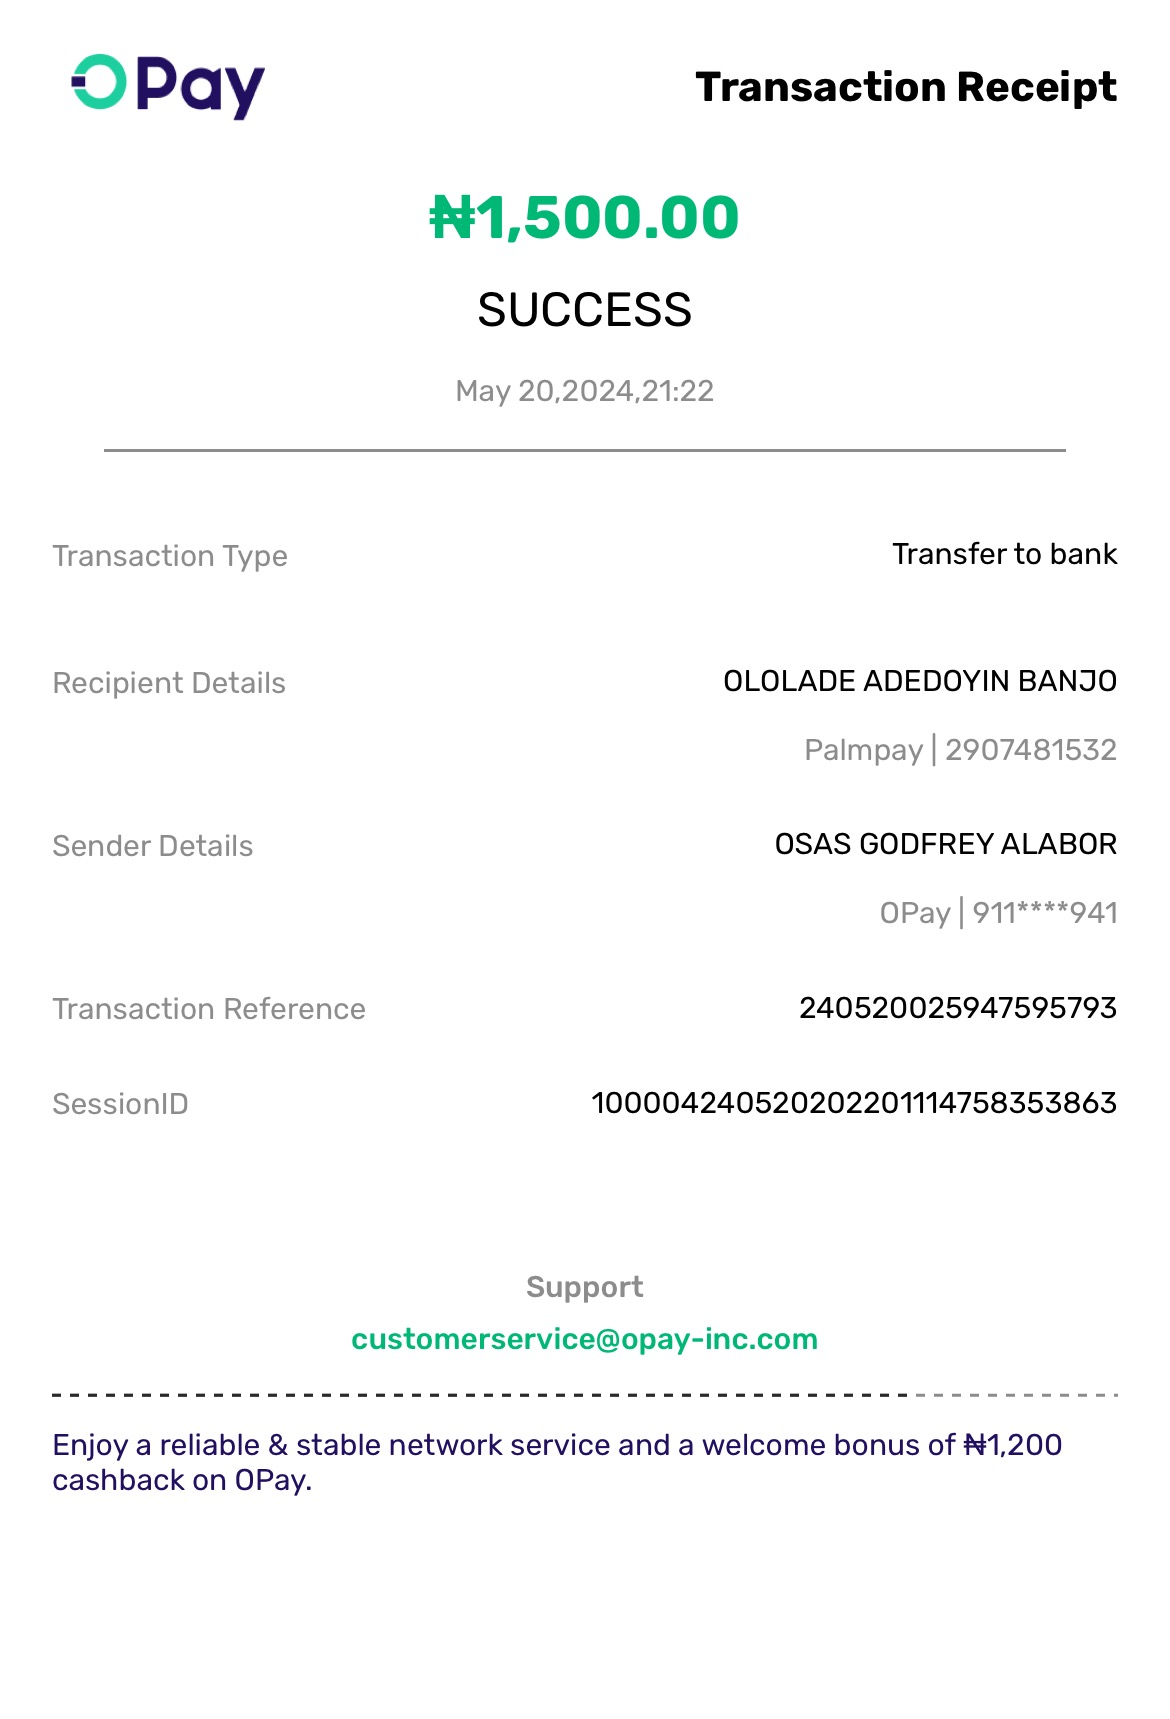 OPay
Transaction Receipt
₦1,500.00
SUCCESS
May 20,2024,21:22
Transaction Type
Transfer to bank
Recipient Details
OLOLADE ADEDOYIN BANJO
Palmpay | 2907481532
Sender Details
OSAS GODFREY ALABOR
OPay | 911****941
Transaction Reference
240520025947595793
SessionID
100004240520202201114758353863
Support
customerservice@opay-inc.com
Enjoy a reliable & stable network service and a welcome bonus of ₦1,200
cashback on OPay.